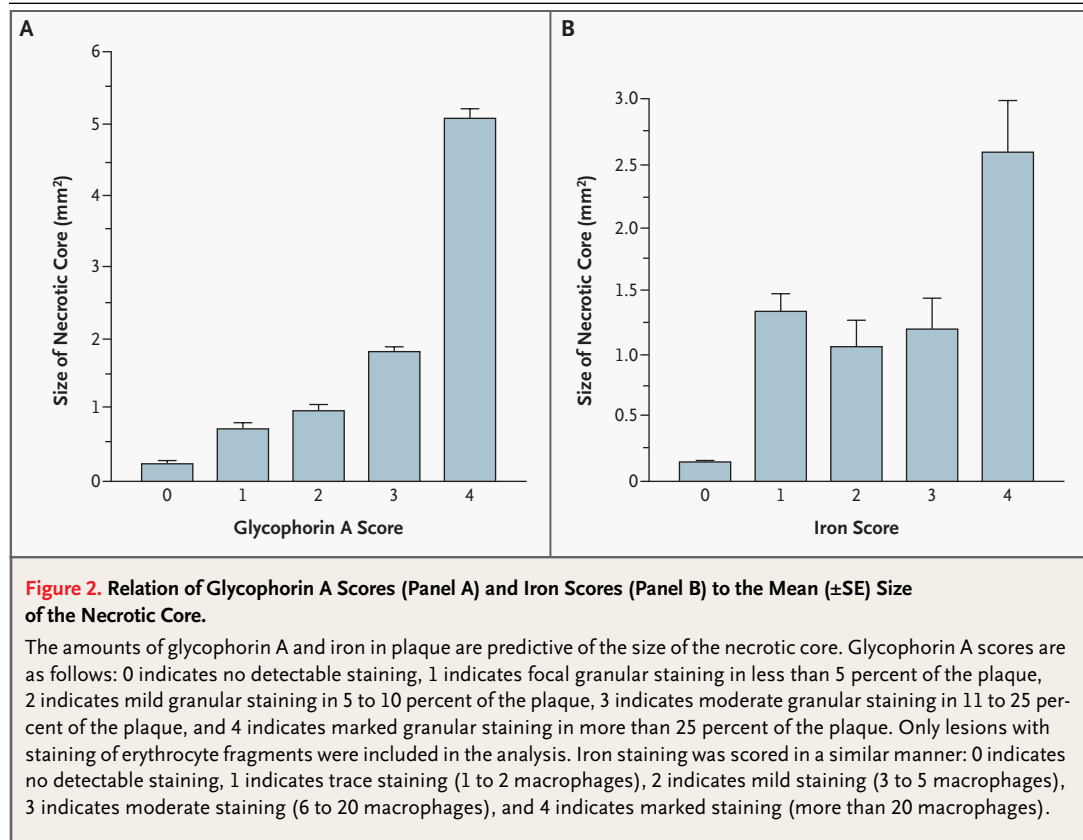 A
6
5
4
3
2
1
0
Size of Necrotic Core (mm²)
0 1 2 3 4
Glycophorin A Score
B
3.0
2.5
2.0
1.5
1.0
0.5
0
Size of Necrotic Core (mm²)
0 1 2 3 4
Iron Score
Figure 2. Relation of Glycophorin A Scores (Panel A) and Iron Scores (Panel B) to the Mean (±SE) Size
of the Necrotic Core.
The amounts of glycophorin A and iron in plaque are predictive of the size of the necrotic core. Glycophorin A scores are
as follows: 0 indicates no detectable staining, 1 indicates focal granular staining in less than 5 percent of the plaque,
2 indicates mild granular staining in 5 to 10 percent of the plaque, 3 indicates moderate granular staining in 11 to 25 per-
cent of the plaque, and 4 indicates marked granular staining in more than 25 percent of the plaque. Only lesions with
staining of erythrocyte fragments were included in the analysis. Iron staining was scored in a similar manner: 0 indicates
no detectable staining, 1 indicates trace staining (1 to 2 macrophages), 2 indicates mild staining (3 to 5 macrophages),
3 indicates moderate staining (6 to 20 macrophages), and 4 indicates marked staining (more than 20 macrophages).